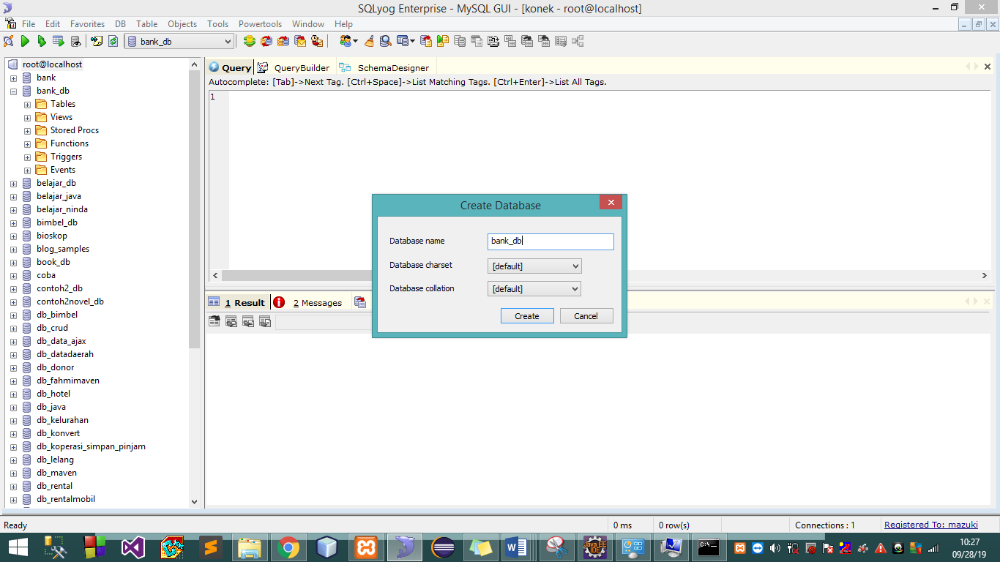 SQLyog Enterprise - MySQL GUI - [konek - root@localhost]
File Edit Favorites DB Table Objects Tools Powertools Window Help
bank_db
root@localhost
bank
bank_db
Tables
Views
Stored Procs
Functions
Triggers
Events
belajar_db
belajar_java
belajar_ninda
bimbel_db
bioskop
blog_samples
book_db
coba
contoh2_db
contoh2novel_db
db_bimbel
db_crud
db_data_ajax
db_datadaerah
db_donor
db_fahmimaven
db_hotel
db_java
db_kelurahan
db_konvert
db_koperasi_simpan_pinjam
db_lelang
db_maven
db_rental
db_rentalmobil
Query QueryBuilder SchemaDesigner
Autocomplete: [Tab]->Next Tag. [Ctrl+Space]->List Matching Tags. [Ctrl+Enter]->List All Tags.
1
Create Database
Database name bank_db
Database charset [default]
Database collation [default]
Create Cancel
1 Result 2 Messages
Ready 0 ms 0 row(s) Connections : 1 Registered To: mazuki
Java EE
IDE
C:\
10:27
09/28/19